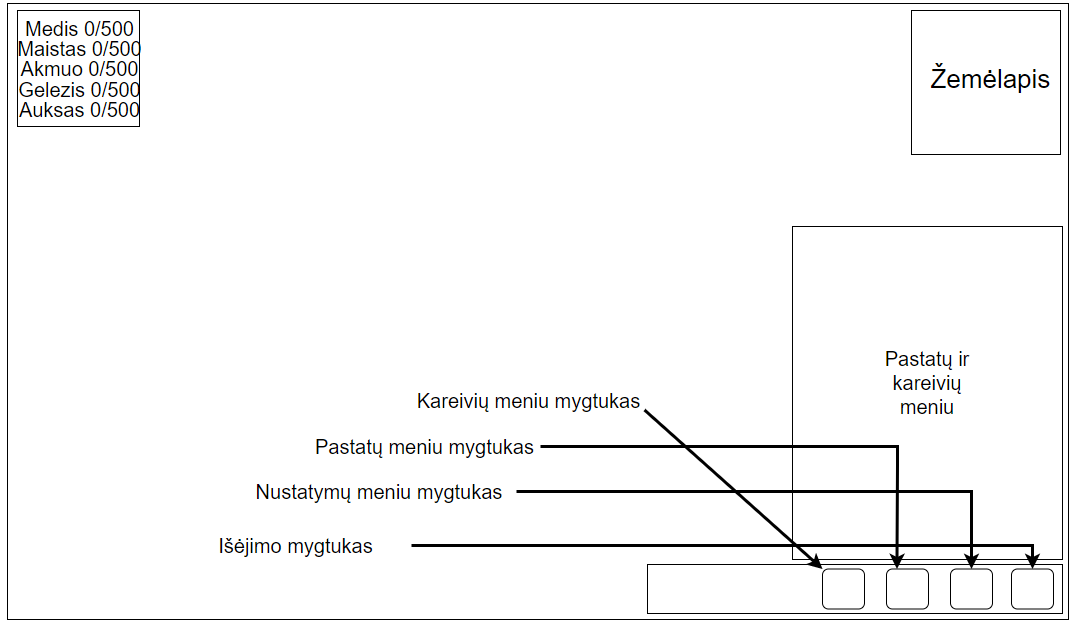 Medis 0/500
Maistas 0/500
Akmuo 0/500
Gelezis 0/500
Auksas 0/500
Žemėlapis
Pastatų ir
kareivių
meniu
Kareivių meniu mygtukas
Pastatų meniu mygtukas
Nustatymų meniu mygtukas
Išėjimo mygtukas